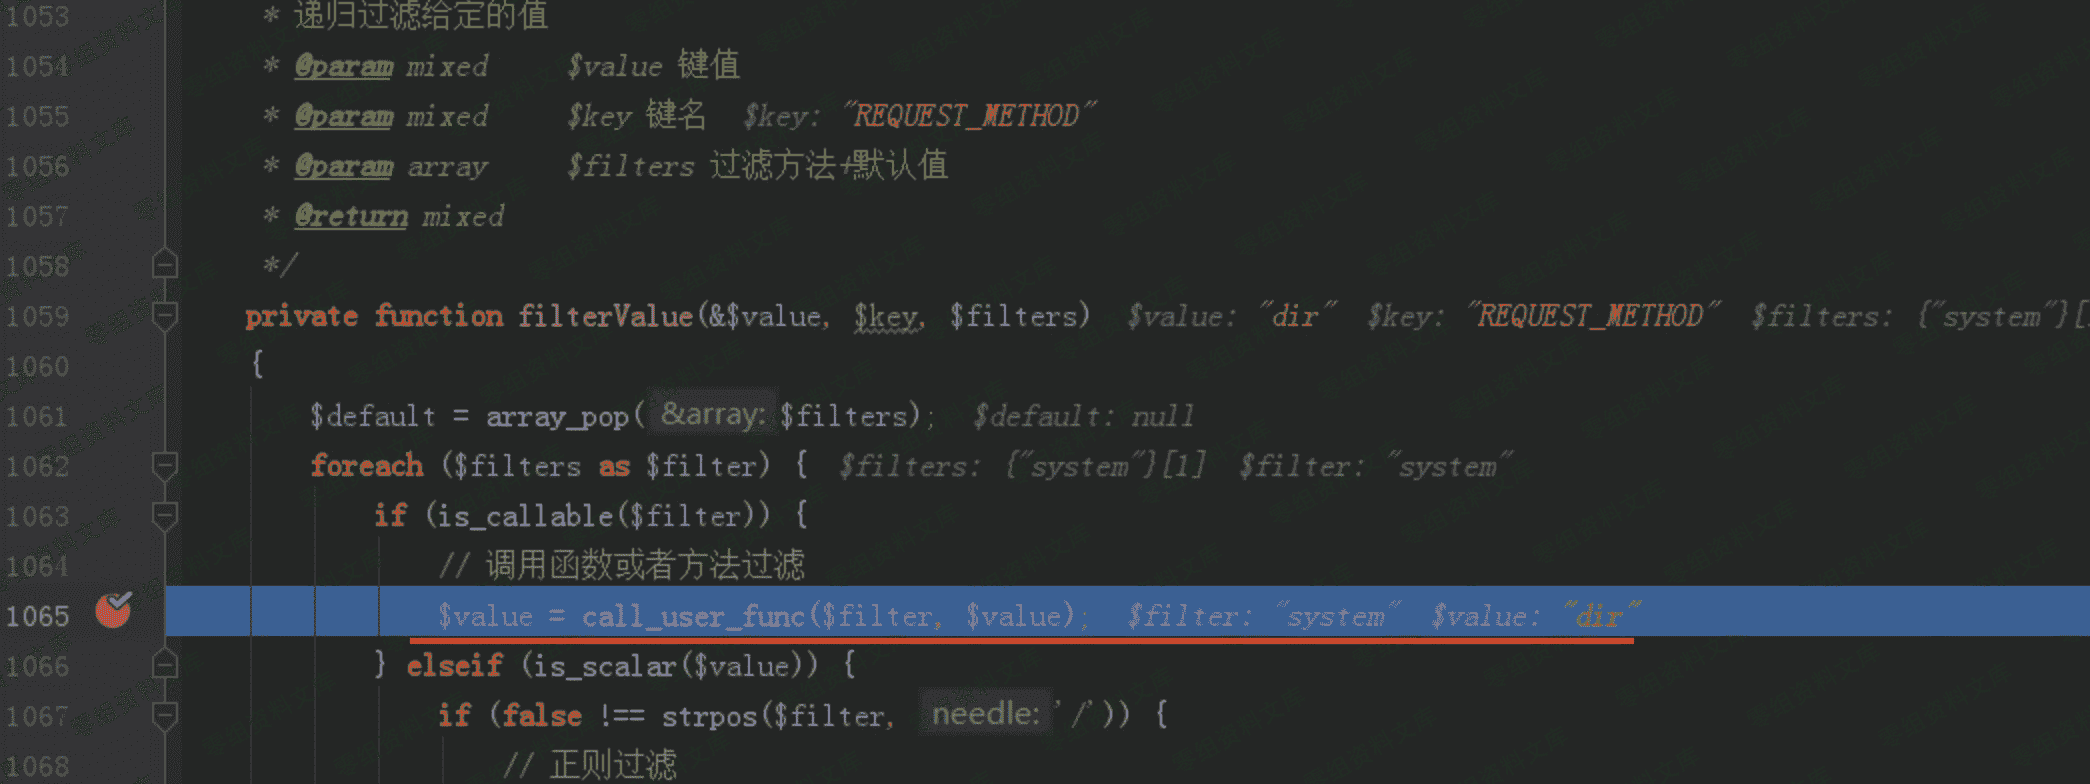 1053 * 递归过滤给定的值
1054 * @param mixed $value 键值
1055 * @param mixed $key 键名 $key: "REQUEST_METHOD"
1056 * @param array $filters 过滤方法+默认值
1057 * @return mixed
1058 */
1059 private function filterValue(&$value, $key, $filters) $value: "dir" $key: "REQUEST_METHOD" $filters: {"system"}[
1060 {
1061 $default = array_pop( &array: $filters); $default: null
1062 foreach ($filters as $filter) { $filters: {"system"}[1] $filter: "system"
1063 if (is_callable($filter)) {
1064 // 调用函数或者方法过滤
1065 $value = call_user_func($filter, $value); $filter: "system" $value: "dir"
1066 } elseif (is_scalar($value)) {
1067 if (false !== strpos($filter, needle: '/')) {
1068 // 正则过滤